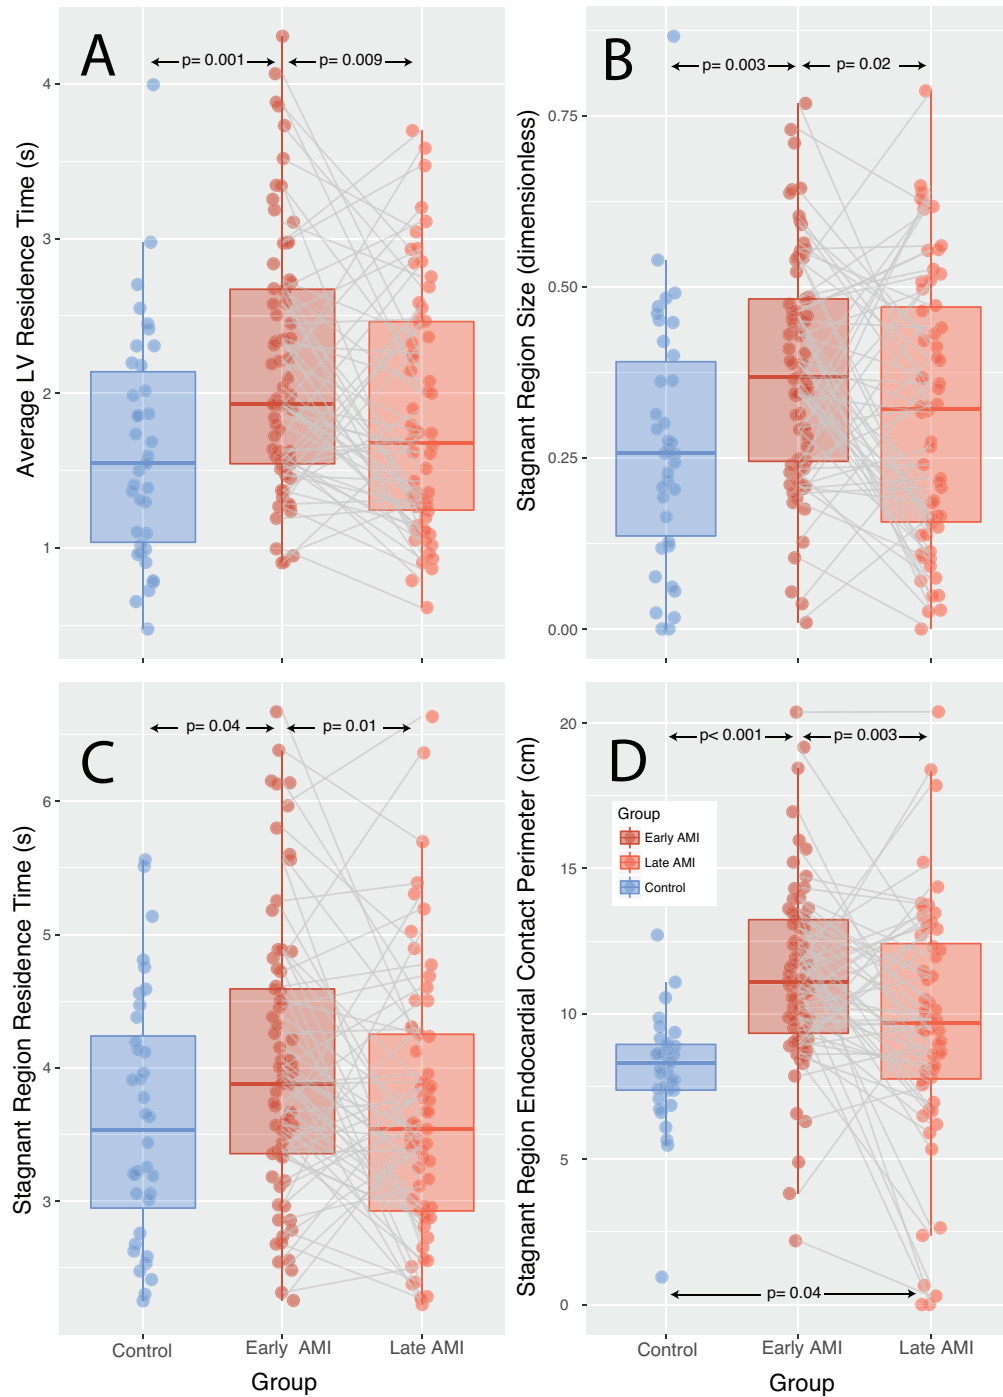 A
p= 0.001
p= 0.009
Average LV Residence Time (s)
4
3
2
1
B
p= 0.003
p= 0.02
Stagnant Region Size (dimensionless)
0.75
0.50
0.25
0.00
C
p= 0.04
p= 0.01
Stagnant Region Residence Time (s)
6
5
4
3
Control
Early AMI
Late AMI
Group
D
p< 0.001
p= 0.003
Stagnant Region Endocardial Contact Perimeter (cm)
20
15
10
5
0
Group
Early AMI
Late AMI
Control
p= 0.04
Control
Early AMI
Late AMI
Group